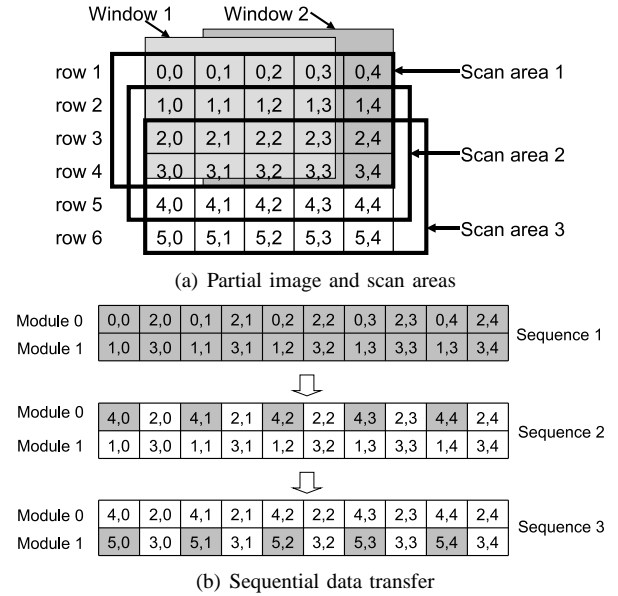 Window 1 Window 2
row 1 0,0 0,1 0,2 0,3 0,4 Scan area 1
row 2 1,0 1,1 1,2 1,3 1,4
row 3 2,0 2,1 2,2 2,3 2,4 Scan area 2
row 4 3,0 3,1 3,2 3,3 3,4
row 5 4,0 4,1 4,2 4,3 4,4
row 6 5,0 5,1 5,2 5,3 5,4 Scan area 3
(a) Partial image and scan areas
Module 0 0,0 2,0 0,1 2,1 0,2 2,2 0,3 2,3 0,4 2,4
Sequence 1
Module 1 1,0 3,0 1,1 3,1 1,2 3,2 1,3 3,3 1,3 3,4
Module 0 4,0 2,0 4,1 2,1 4,2 2,2 4,3 2,3 4,4 2,4
Sequence 2
Module 1 1,0 3,0 1,1 3,1 1,2 3,2 1,3 3,3 1,4 3,4
Module 0 4,0 2,0 4,1 2,1 4,2 2,2 4,3 2,3 4,4 2,4
Sequence 3
Module 1 5,0 3,0 5,1 3,1 5,2 3,2 5,3 3,3 5,4 3,4
(b) Sequential data transfer